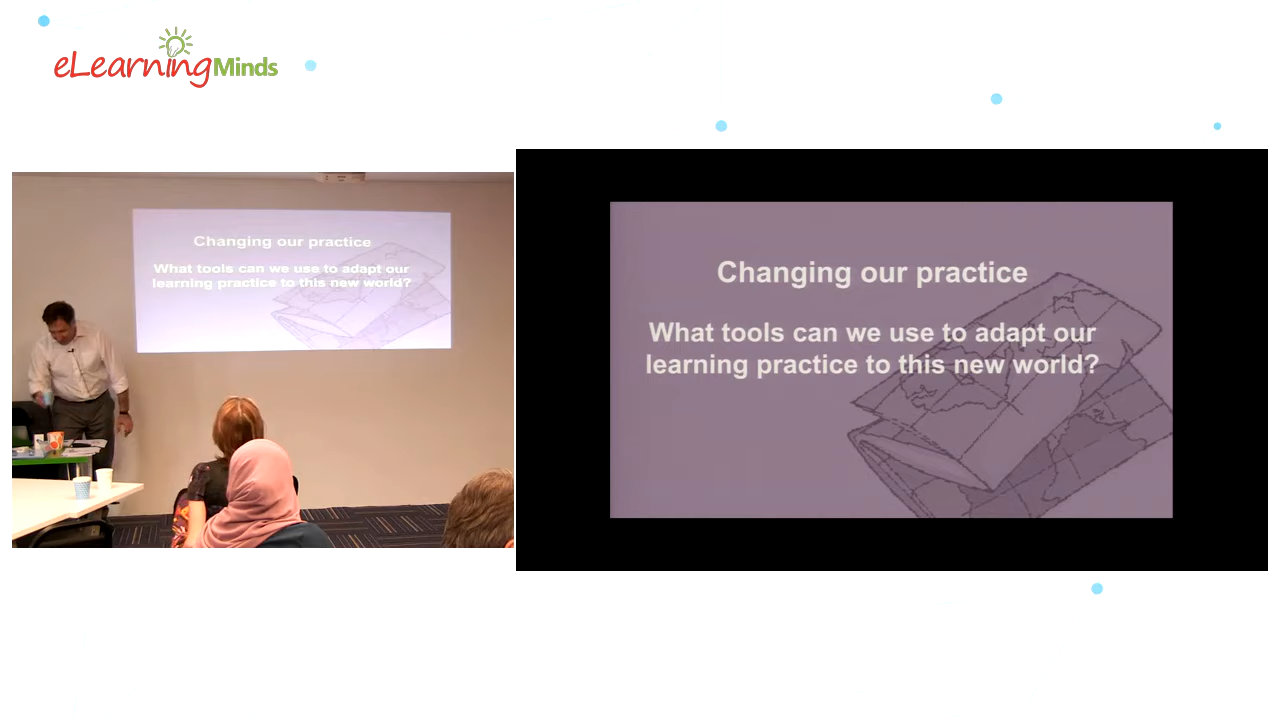 eLearningMinds
Changing our practice
What tools can we use to adapt our
learning practice to this new world?
Changing our practice
What tools can we use to adapt our
learning practice to this new world?